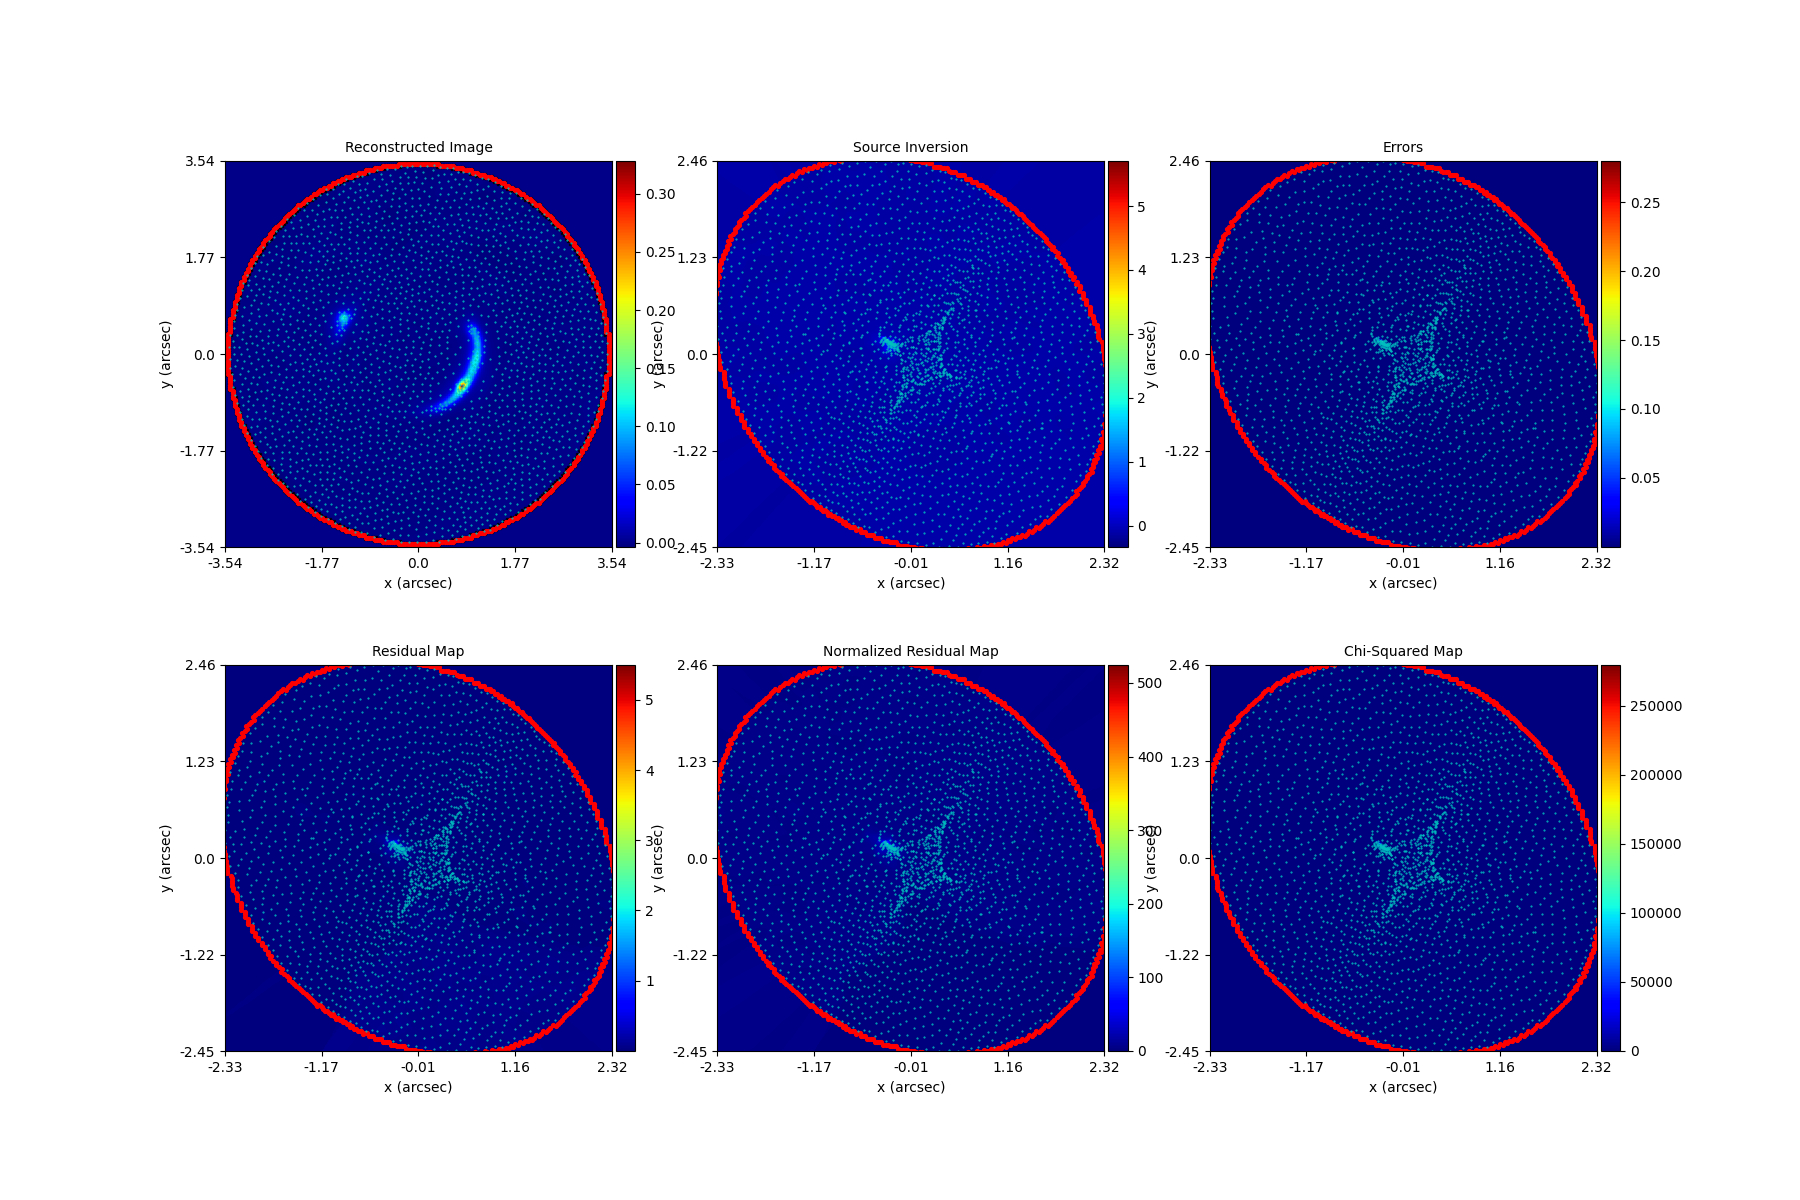 Reconstructed Image
3.54
1.77
0.0
-1.77
-3.54
y (arcsec)
-3.54 -1.77 0.0 1.77 3.54
x (arcsec)
0.30
0.25
0.20
0.15
0.10
0.05
0.00
Source Inversion
2.46
1.23
0.0
-1.22
-2.45
y (arcsec)
-2.33 -1.17 -0.01 1.16 2.32
x (arcsec)
5
4
3
2
1
0
Errors
2.46
1.23
0.0
-1.22
-2.45
y (arcsec)
-2.33 -1.17 -0.01 1.16 2.32
x (arcsec)
0.25
0.20
0.15
0.10
0.05
Residual Map
2.46
1.23
0.0
-1.22
-2.45
y (arcsec)
-2.33 -1.17 -0.01 1.16 2.32
x (arcsec)
5
4
3
2
1
Normalized Residual Map
2.46
1.23
0.0
-1.22
-2.45
y (arcsec)
-2.33 -1.17 -0.01 1.16 2.32
x (arcsec)
500
400
300
200
100
0
Chi-Squared Map
2.46
1.23
0.0
-1.22
-2.45
y (arcsec)
-2.33 -1.17 -0.01 1.16 2.32
x (arcsec)
250000
200000
150000
100000
50000
0